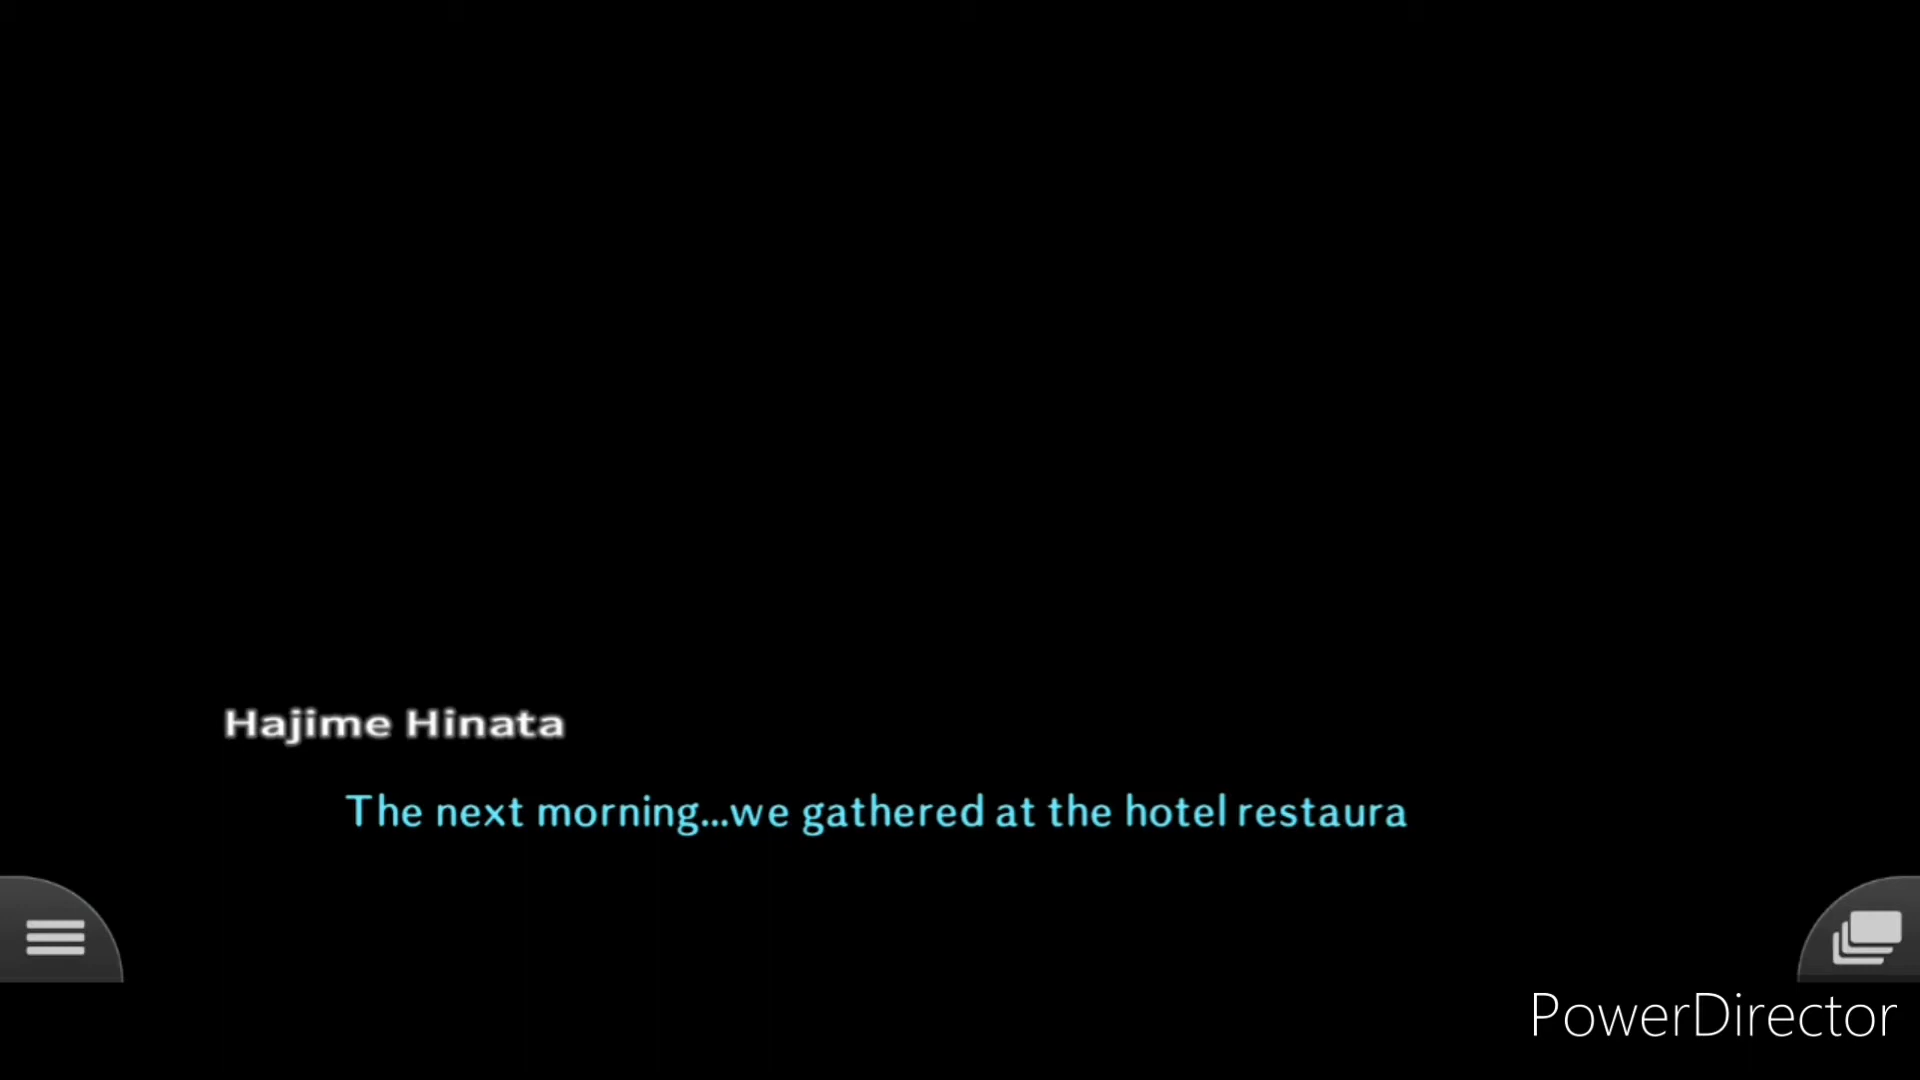 Hajime Hinata
The next morning...we gathered at the hotel restaura
PowerDirector